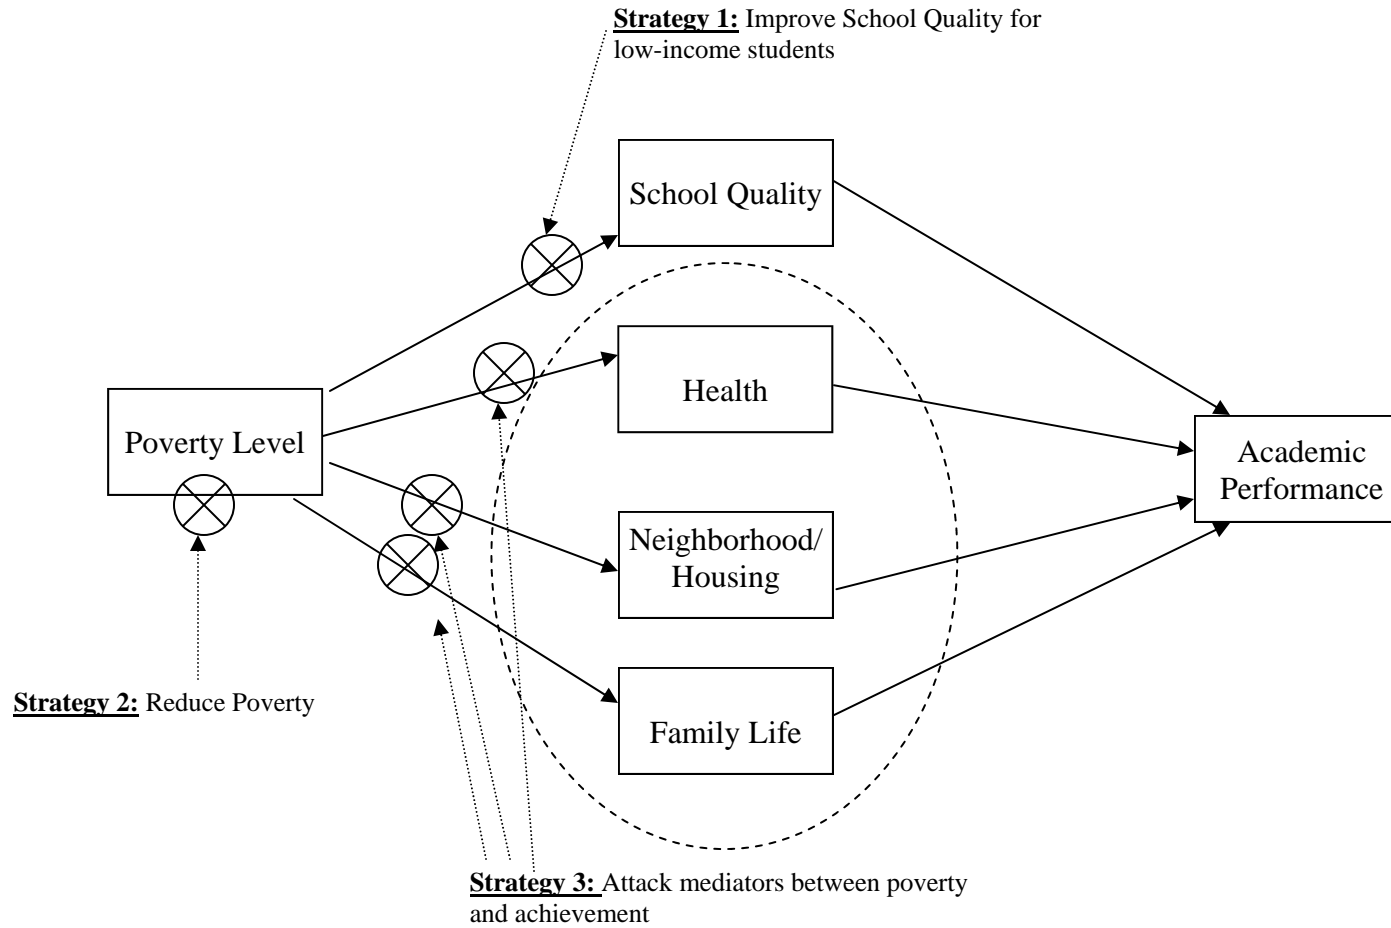 Strategy 1: Improve School Quality for
low-income students
School Quality
Health
Poverty Level
Academic
Performance
Neighborhood/
Housing
Strategy 2: Reduce Poverty
Family Life
Strategy 3: Attack mediators between poverty
and achievement